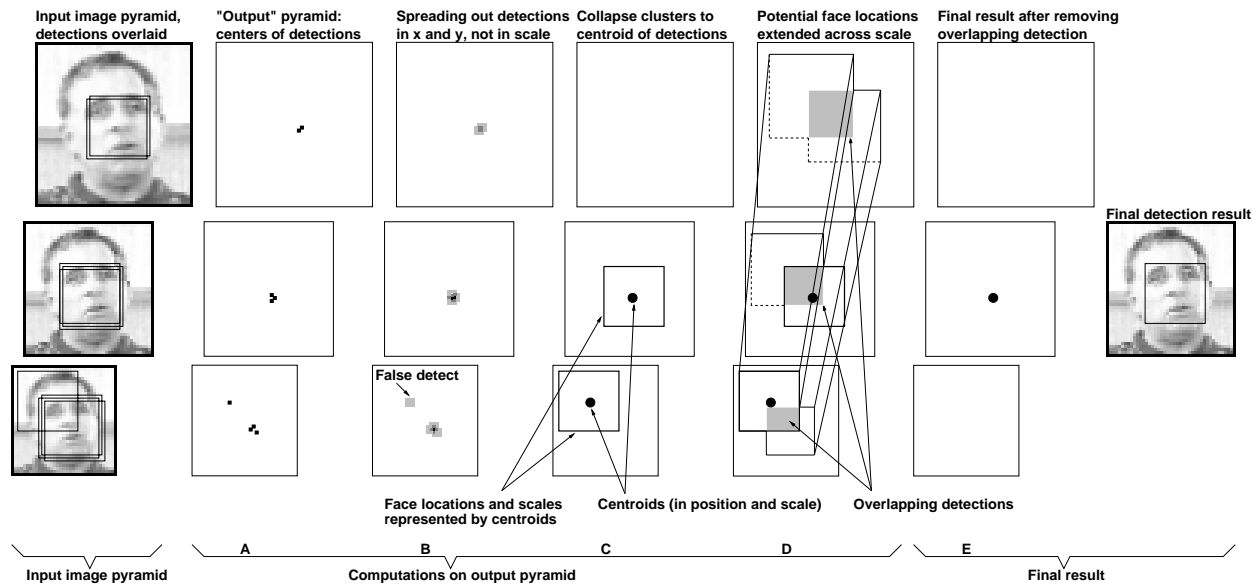 Input image pyramid,
detections overlaid
"Output" pyramid:
centers of detections
Spreading out detections
in x and y, not in scale
Collapse clusters to
centroid of detections
Potential face locations
extended across scale
Final result after removing
overlapping detection
Final detection result
False detect
Face locations and scales
represented by centroids
Centroids (in position and scale)
Overlapping detections
A
B
C
D
E
Input image pyramid
Computations on output pyramid
Final result